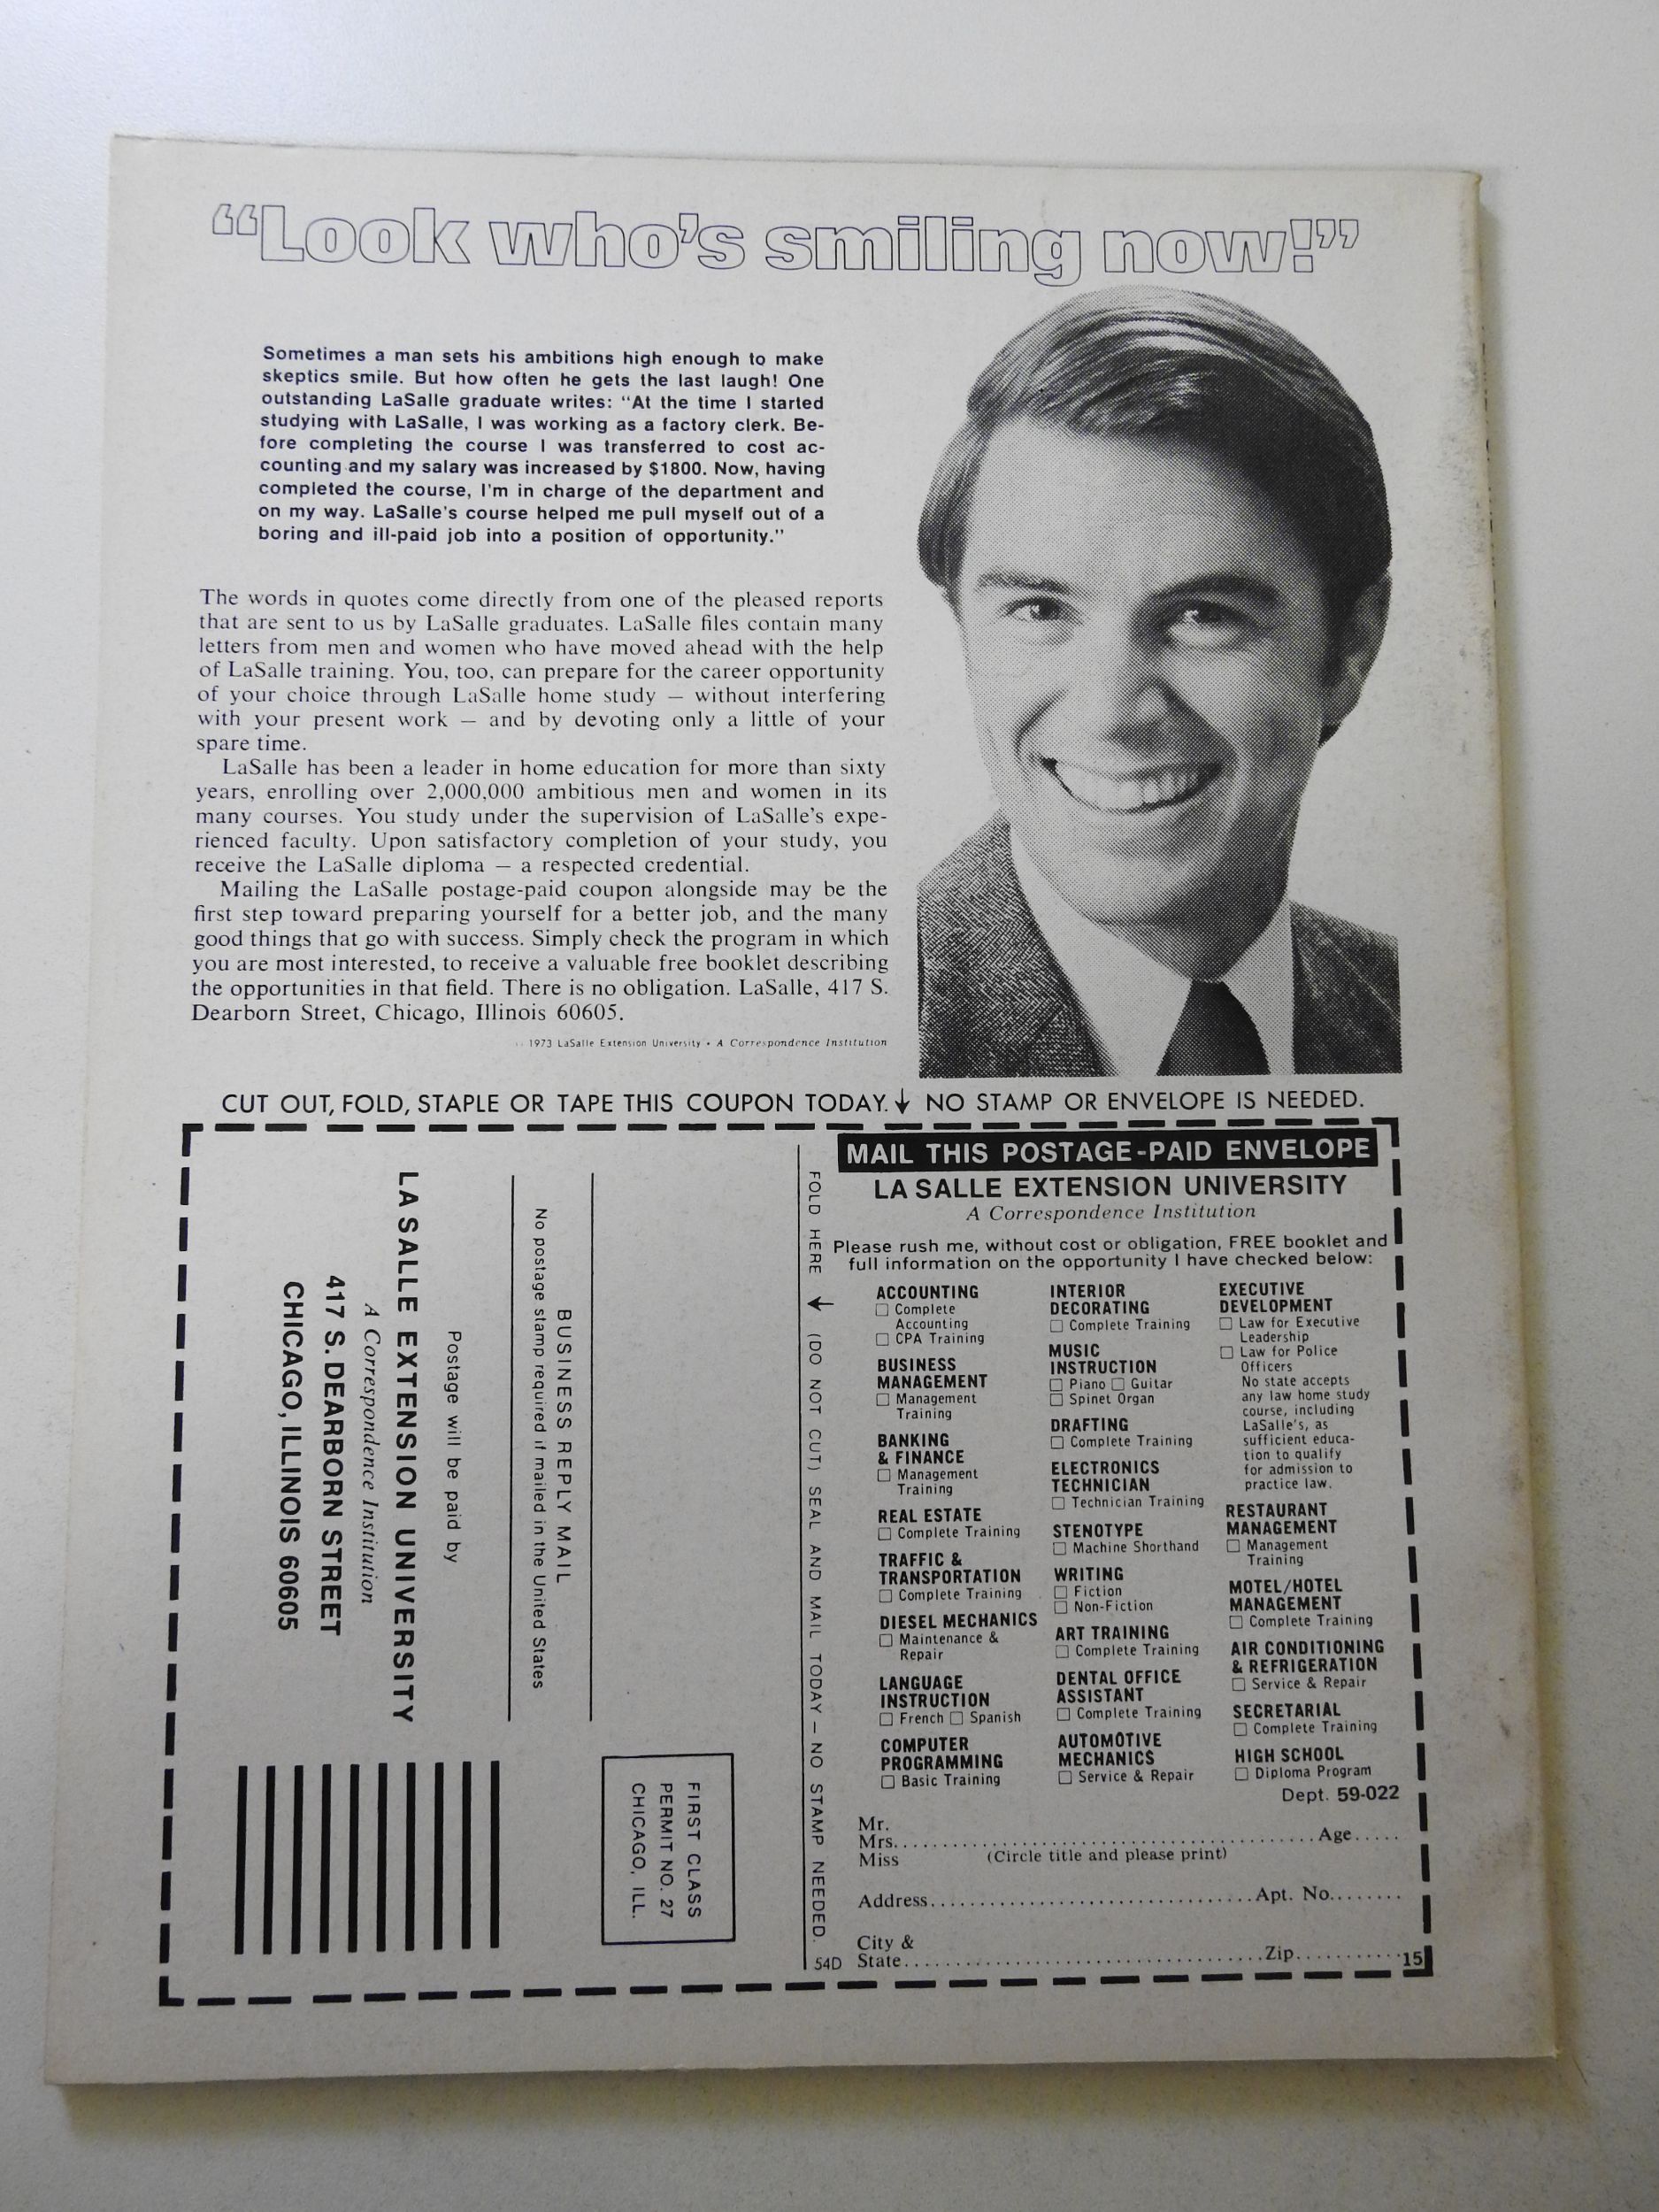 “Look who's smiling now!”
Sometimes a man sets his ambitions high enough to make
skeptics smile. But how often he gets the last laugh! One
outstanding LaSalle graduate writes: “At the time I started
studying with LaSalle, I was working as a factory clerk. Be-
fore completing the course I was transferred to cost ac-
counting and my salary was increased by $1800. Now, having
completed the course, I'm in charge of the department and
on my way. LaSalle's course helped me pull myself out of a
boring and ill-paid job into a position of opportunity.”
The words in quotes come directly from one of the pleased reports
that are sent to us by LaSalle graduates. LaSalle files contain many
letters from men and women who have moved ahead with the help
of LaSalle training. You, too, can prepare for the career opportunity
of your choice through LaSalle home study — without interfering
with your present work — and by devoting only a little of your
spare time.
LaSalle has been a leader in home education for more than sixty
years, enrolling over 2,000,000 ambitious men and women in its
many courses. You study under the supervision of LaSalle's expe-
rienced faculty. Upon satisfactory completion of your study, you
receive the LaSalle diploma — a respected credential.
Mailing the LaSalle postage-paid coupon alongside may be the
first step toward preparing yourself for a better job, and the many
good things that go with success. Simply check the program in which
you are most interested, to receive a valuable free booklet describing
the opportunities in that field. There is no obligation. LaSalle, 417 S.
Dearborn Street, Chicago, Illinois 60605.
1973 LaSalle Extension University • A Correspondence Institution
CUT OUT, FOLD, STAPLE OR TAPE THIS COUPON TODAY. ↓ NO STAMP OR ENVELOPE IS NEEDED.
FIRST CLASS
PERMIT NO. 27
CHICAGO, ILL.
BUSINESS REPLY MAIL
No postage stamp required if mailed in the United States
Postage will be paid by
LA SALLE EXTENSION UNIVERSITY
A Correspondence Institution
417 S. DEARBORN STREET
CHICAGO, ILLINOIS 60605
FOLD HERE ↓ (DO NOT CUT) SEAL AND MAIL TODAY — NO STAMP NEEDED.
MAIL THIS POSTAGE-PAID ENVELOPE
LA SALLE EXTENSION UNIVERSITY
A Correspondence Institution
Please rush me, without cost or obligation, FREE booklet and
full information on the opportunity I have checked below:
ACCOUNTING
☐ Complete
Accounting
☐ CPA Training
BUSINESS
MANAGEMENT
☐ Management
Training
BANKING
& FINANCE
☐ Management
Training
REAL ESTATE
☐ Complete Training
TRAFFIC &
TRANSPORTATION
☐ Complete Training
DIESEL MECHANICS
☐ Maintenance &
Repair
LANGUAGE
INSTRUCTION
☐ French ☐ Spanish
COMPUTER
PROGRAMMING
☐ Basic Training
INTERIOR
DECORATING
☐ Complete Training
MUSIC
INSTRUCTION
☐ Piano ☐ Guitar
☐ Spinet Organ
DRAFTING
☐ Complete Training
ELECTRONICS
TECHNICIAN
☐ Technician Training
STENOTYPE
☐ Machine Shorthand
WRITING
☐ Fiction
☐ Non-Fiction
ART TRAINING
☐ Complete Training
DENTAL OFFICE
ASSISTANT
☐ Complete Training
AUTOMOTIVE
MECHANICS
☐ Service & Repair
EXECUTIVE
DEVELOPMENT
☐ Law for Executive
Leadership
☐ Law for Police
Officers
No state accepts
any law home study
course, including
LaSalle's, as
sufficient educa-
tion to qualify
for admission to
practice law.
RESTAURANT
MANAGEMENT
☐ Management
Training
MOTEL/HOTEL
MANAGEMENT
☐ Complete Training
AIR CONDITIONING
& REFRIGERATION
☐ Service & Repair
SECRETARIAL
☐ Complete Training
HIGH SCHOOL
☐ Diploma Program
Dept. 59-022
Mr.
Mrs. Age
Miss (Circle title and please print)
Address Apt. No.
City &
54D State Zip 15